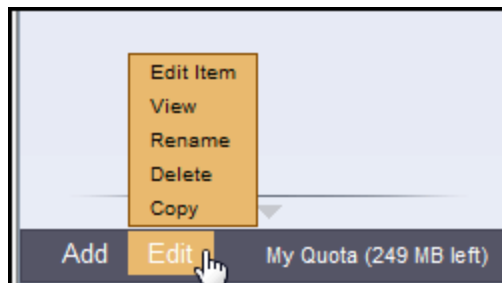 Edit Item
View
Rename
Delete
Copy
Add Edit My Quota (249 MB left)